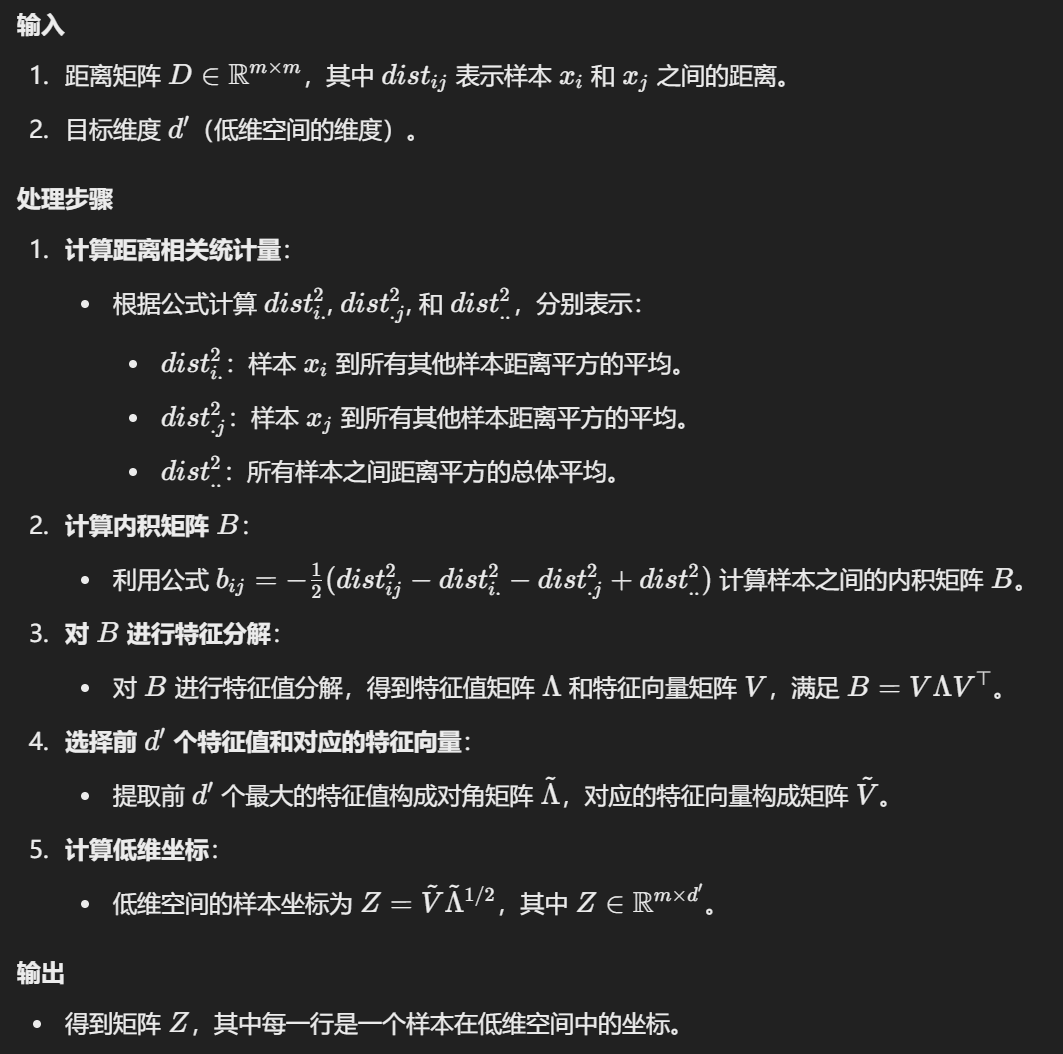 输入
1. 距离矩阵 $D \in \mathbb{R}^{m \times m}$，其中 $dist_{ij}$ 表示样本 $x_i$ 和 $x_j$ 之间的距离。
2. 目标维度 $d'$（低维空间的维度）。
处理步骤
1. 计算距离相关统计量：
• 根据公式计算 $dist_{i.}^2$, $dist_{.j}^2$, 和 $dist_{..}^2$，分别表示：
• $dist_{i.}^2$：样本 $x_i$ 到所有其他样本距离平方的平均。
• $dist_{.j}^2$：样本 $x_j$ 到所有其他样本距离平方的平均。
• $dist_{..}^2$：所有样本之间距离平方的总体平均。
2. 计算内积矩阵 $B$：
• 利用公式 $b_{ij} = -\frac{1}{2}(dist_{ij}^2 - dist_{i.}^2 - dist_{.j}^2 + dist_{..}^2)$ 计算样本之间的内积矩阵 $B$。
3. 对 $B$ 进行特征分解：
• 对 $B$ 进行特征值分解，得到特征值矩阵 $\Lambda$ 和特征向量矩阵 $V$，满足 $B = V \Lambda V^\top$。
4. 选择前 $d'$ 个特征值和对应的特征向量：
• 提取前 $d'$ 个最大的特征值构成对角矩阵 $\tilde{\Lambda}$，对应的特征向量构成矩阵 $\tilde{V}$。
5. 计算低维坐标：
• 低维空间的样本坐标为 $Z = \tilde{V} \tilde{\Lambda}^{1/2}$，其中 $Z \in \mathbb{R}^{m \times d'}$。
输出
• 得到矩阵 $Z$，其中每一行是一个样本在低维空间中的坐标。